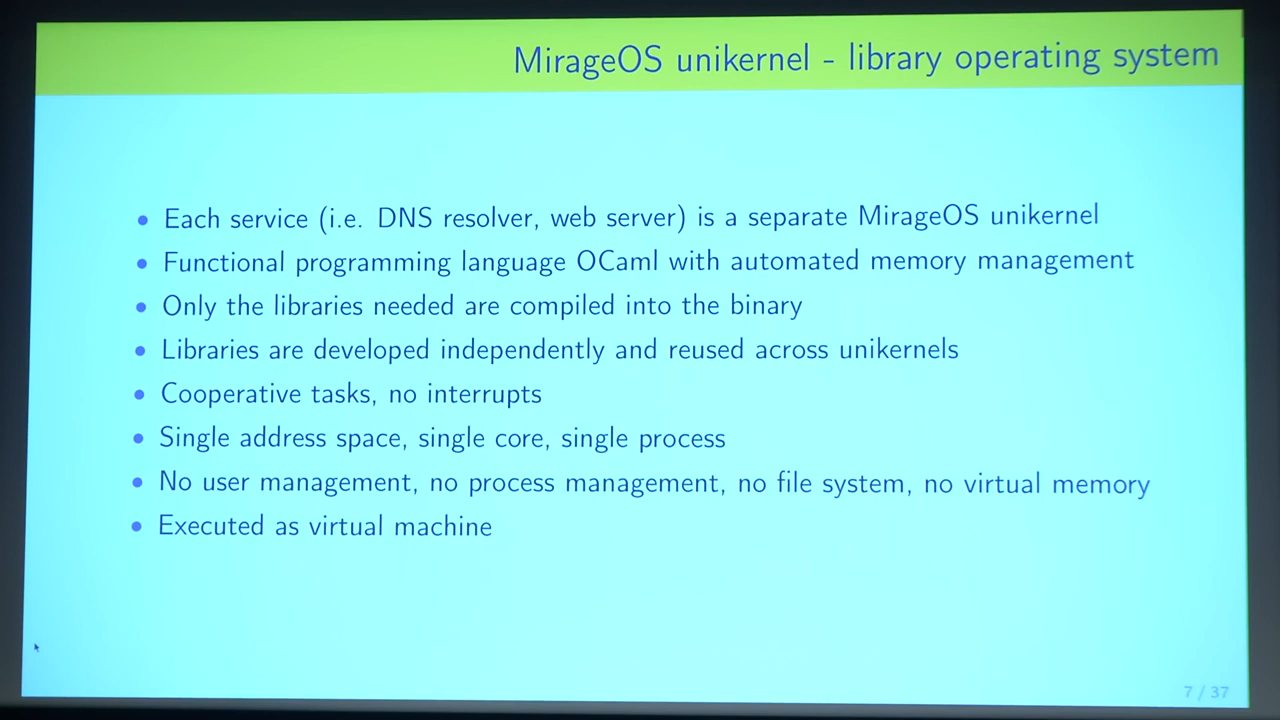 MirageOS unikernel - library operating system
• Each service (i.e. DNS resolver, web server) is a separate MirageOS unikernel
• Functional programming language OCaml with automated memory management
• Only the libraries needed are compiled into the binary
• Libraries are developed independently and reused across unikernels
• Cooperative tasks, no interrupts
• Single address space, single core, single process
• No user management, no process management, no file system, no virtual memory
• Executed as virtual machine
7 / 37